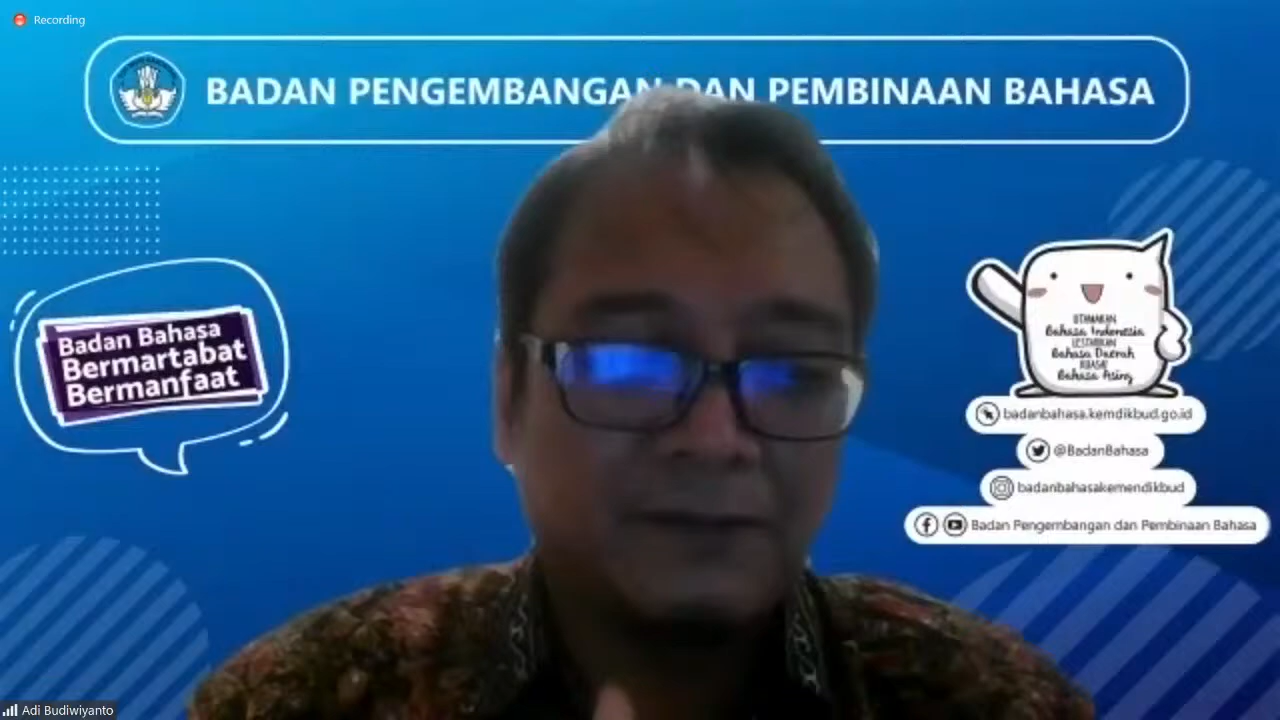 Recording
BADAN PENGEMBANGAN DAN PEMBINAAN BAHASA
Badan Bahasa
Bermartabat
Bermanfaat
UTAMAKAN
Bahasa Indonesia
LESTARIKAN
Bahasa Daerah
KUASAI
Bahasa Asing
badanbahasa.kemdikbud.go.id
@BadanBahasa
badanbahasakemendikbud
Badan Pengembangan dan Pembinaan Bahasa
Adi Budiwiyanto